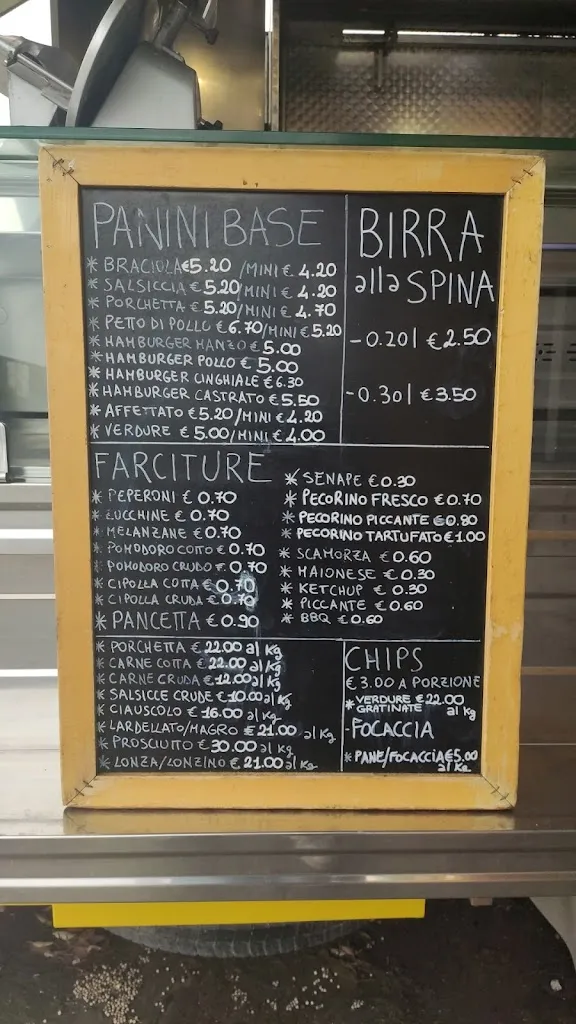 PANINI BASE
* BRACIOLA €5.20 /MINI € 4.20
* SALSICCIA € 5.20/MINI € 4.20
* PORCHETTA € 5.20/MINI € 4.70
* PETTO DI POLLO € 6.70/MINI € 5.20
* HAMBURGER MANZO € 5.00
* HAMBURGER POLLO € 5.00
* HAMBURGER CINGHIALE € 6.30
* HAMBURGER CASTRATO € 5.50
* AFFETTATO € 5.20/MINI € 4.20
* VERDURE € 5.00/MINI € 4.00
BIRRA
alla SPINA
-0.20l €2.50
-0.30l €3.50
FARCITURE
* PEPERONI € 0.70
* ZUCCHINE € 0.70
* MELANZANE € 0.70
* POMODORO COTTO € 0.70
* POMODORO CRUDO € 0.70
* CIPOLLA COTTA € 0.70
* CIPOLLA CRUDA € 0.70
* PANCETTA € 0.90
* SENAPE € 0.30
* PECORINO FRESCO € 0.70
* PECORINO PICCANTE € 0.80
* PECORINO TARTUFATO € 1.00
* SCAMORZA € 0.60
* MAIONESE € 0.30
* KETCHUP € 0.30
* PICCANTE € 0.60
* BBQ € 0.60
* PORCHETTA € 22.00 al Kg
* CARNE COTTA € 22.00 al Kg
* CARNE CRUDA € 12.00 al Kg
* SALSICCE CRUDE € 10.00 al Kg
* CIAUSCOLO € 16.00 al Kg
* LARDELLATO/MAGRO € 21.00 al Kg
* PROSCIUTTO € 30.00 al Kg
* LONZA/LONZINO € 21.00 al Kg
CHIPS
€ 3.00 A PORZIONE
* VERDURE € 22.00
GRATINATE al Kg
-FOCACCIA
* PANE/FOCACCIA €5.00
al Kg